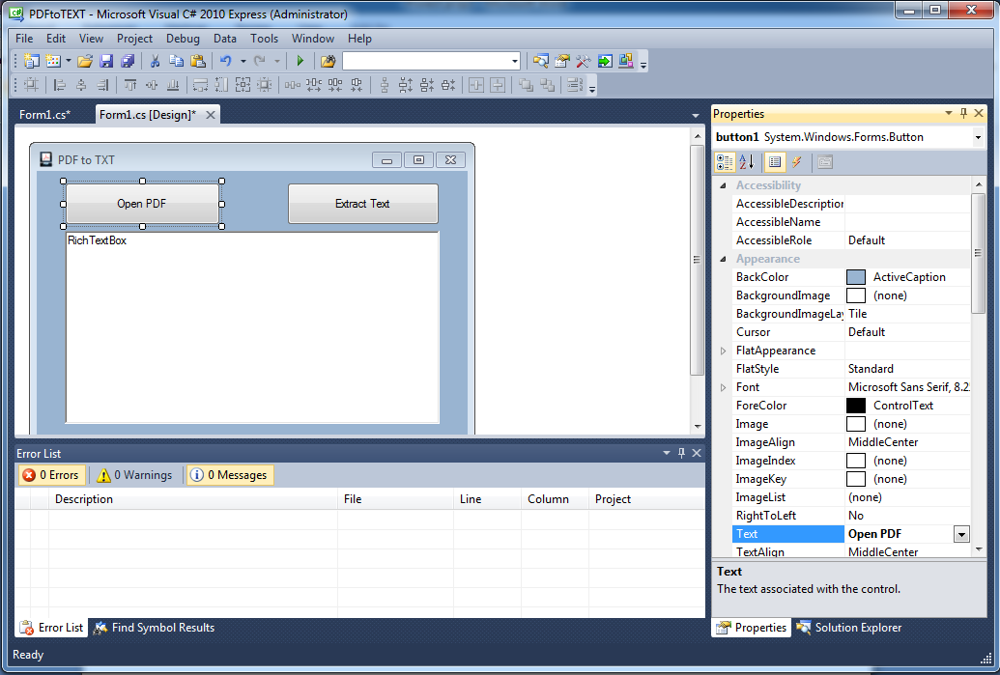 PDFtoTEXT - Microsoft Visual C# 2010 Express (Administrator)
File Edit View Project Debug Data Tools Window Help
Form1.cs*
Form1.cs [Design]*
PDF to TXT
Open PDF
Extract Text
RichTextBox
Error List
0 Errors
0 Warnings
0 Messages
Description File Line Column Project
Error List
Find Symbol Results
Properties
button1 System.Windows.Forms.Button
Accessibility
AccessibleDescription
AccessibleName
AccessibleRole Default
Appearance
BackColor ActiveCaption
BackgroundImage (none)
BackgroundImageLay Tile
Cursor Default
FlatAppearance
FlatStyle Standard
Font Microsoft Sans Serif, 8.2
ForeColor ControlText
Image (none)
ImageAlign MiddleCenter
ImageIndex (none)
ImageKey (none)
ImageList (none)
RightToLeft No
Text Open PDF
TextAlign MiddleCenter
Text
The text associated with the control.
Properties
Solution Explorer
Ready